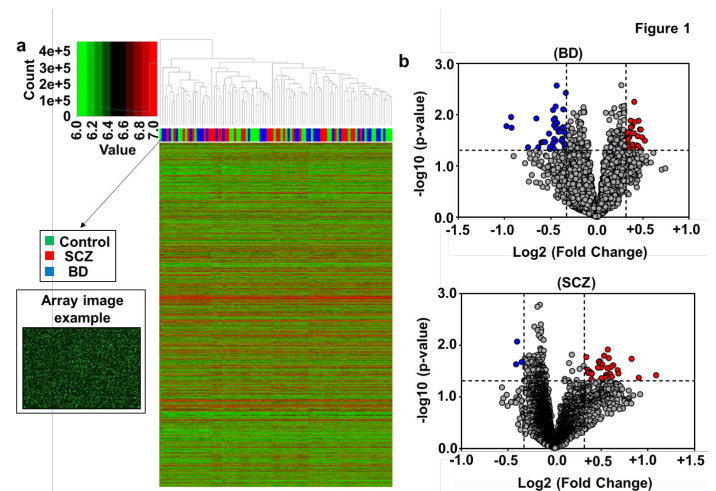 Figure 1
a
Count
4e+5
3e+5
2e+5
1e+5
0
6.0 6.2 6.4 6.6 6.8 7.0
Value
Control
SCZ
BD
Array image
example
b
(BD)
3.0
2.0
1.0
0.0
-log10 (p-value)
-1.5 -1.0 -0.5 0.0 +0.5 +1.0
Log2 (Fold Change)
(SCZ)
3.0
2.0
1.0
0.0
-log10 (p-value)
-1.0 -0.5 0.0 +0.5 +1.0 +1.5
Log2 (Fold Change)